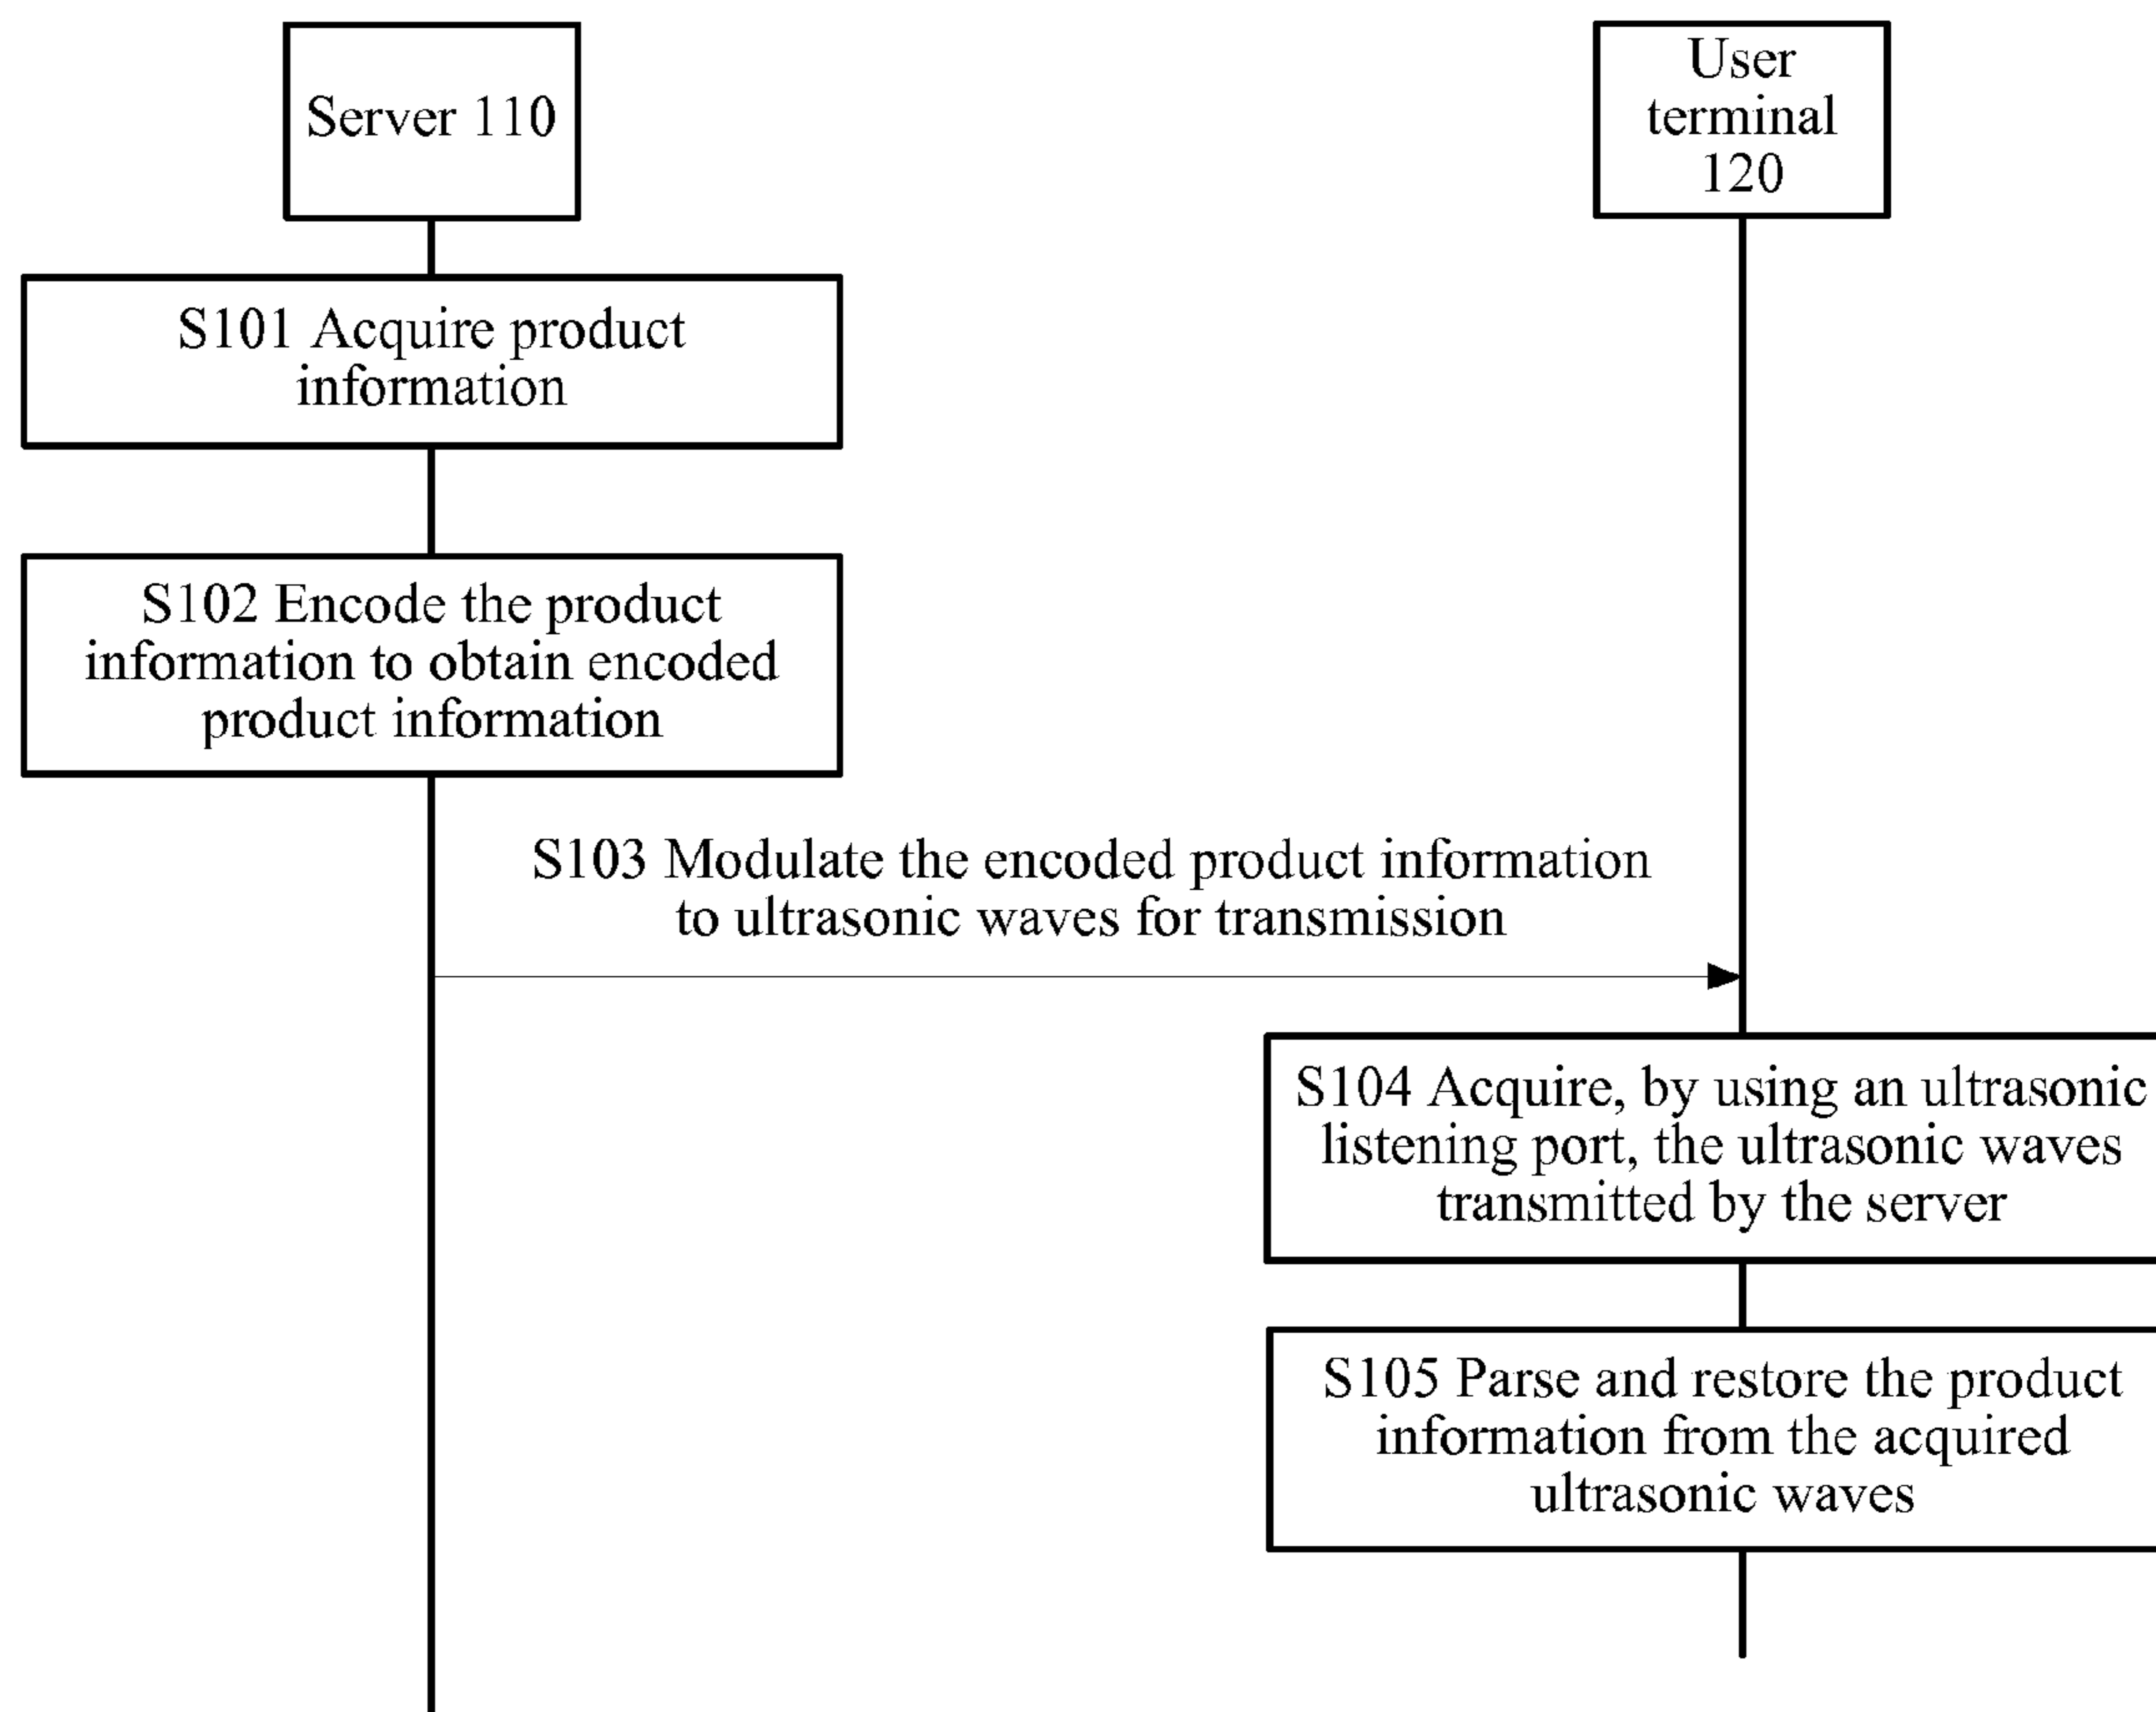 Server 110
User
terminal
120
S101 Acquire product
information
S102 Encode the product
information to obtain encoded
product information
S103 Modulate the encoded product information
to ultrasonic waves for transmission
S104 Acquire, by using an ultrasonic
listening port, the ultrasonic waves
transmitted by the server
S105 Parse and restore the product
information from the acquired
ultrasonic waves